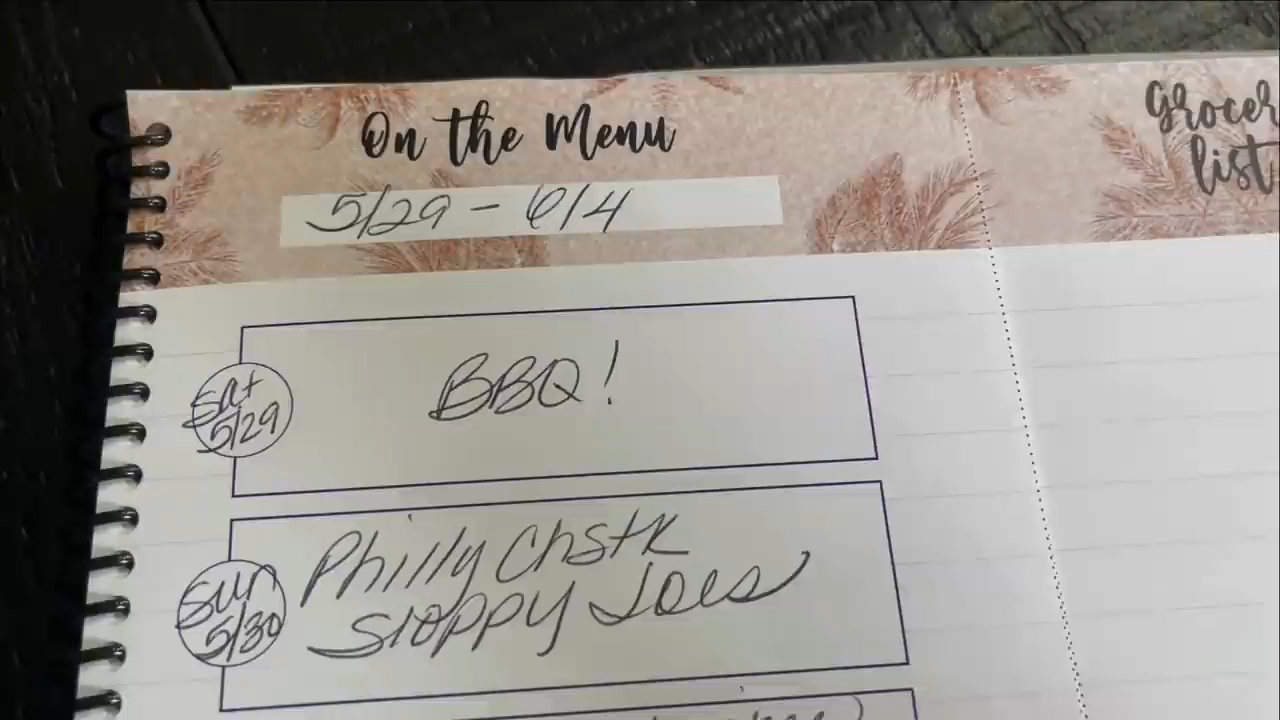 On the Menu
5/29 - 6/4
Grocer
list
Sat
5/29
BBQ!
Sun
5/30
Philly Chstk
Sloppy Joes